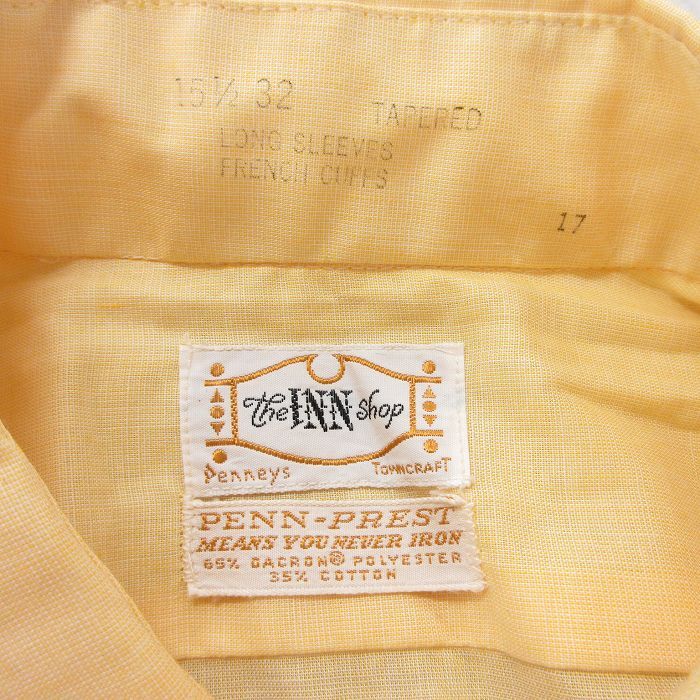 15½ 32 TAPERED
LONG SLEEVES
FRENCH CUFFS
17
the INN Shop
Penneys TOWNCRAFT
PENN-PREST
MEANS YOU NEVER IRON
65% DACRON® POLYESTER
35% COTTON